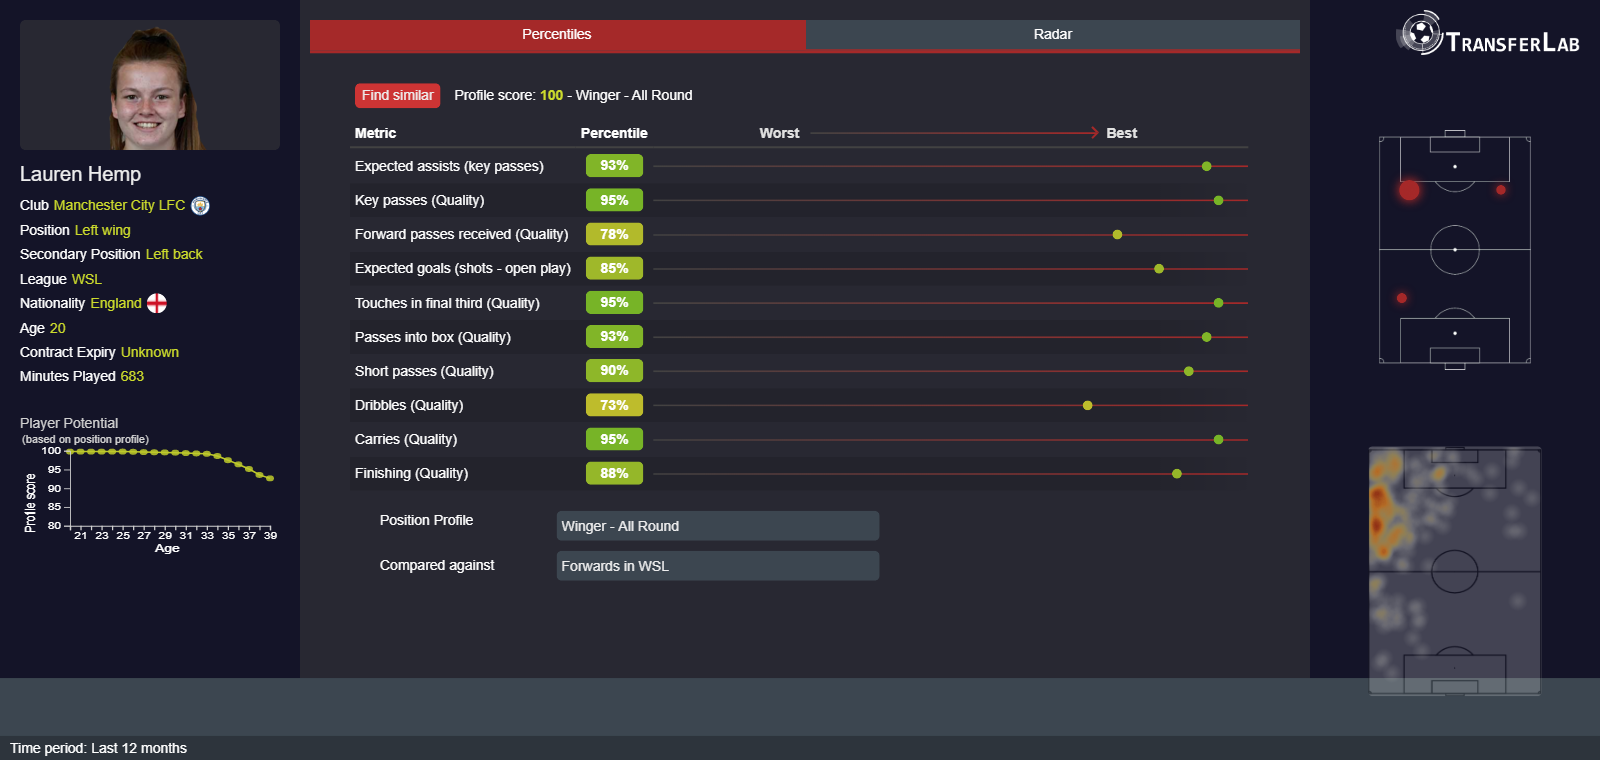 Percentiles
Radar
TRANSFERLAB
Find similar
Profile score: 100 - Winger - All Round
Metric Percentile Worst Best
Expected assists (key passes) 93%
Key passes (Quality) 95%
Forward passes received (Quality) 78%
Expected goals (shots - open play) 85%
Touches in final third (Quality) 95%
Passes into box (Quality) 93%
Short passes (Quality) 90%
Dribbles (Quality) 73%
Carries (Quality) 95%
Finishing (Quality) 88%
Position Profile Winger - All Round
Compared against Forwards in WSL
Lauren Hemp
Club Manchester City LFC
Position Left wing
Secondary Position Left back
League WSL
Nationality England
Age 20
Contract Expiry Unknown
Minutes Played 683
Player Potential
(based on position profile)
Profile score
100
95
90
85
80
21 23 25 27 29 31 33 35 37 39
Age
Time period: Last 12 months